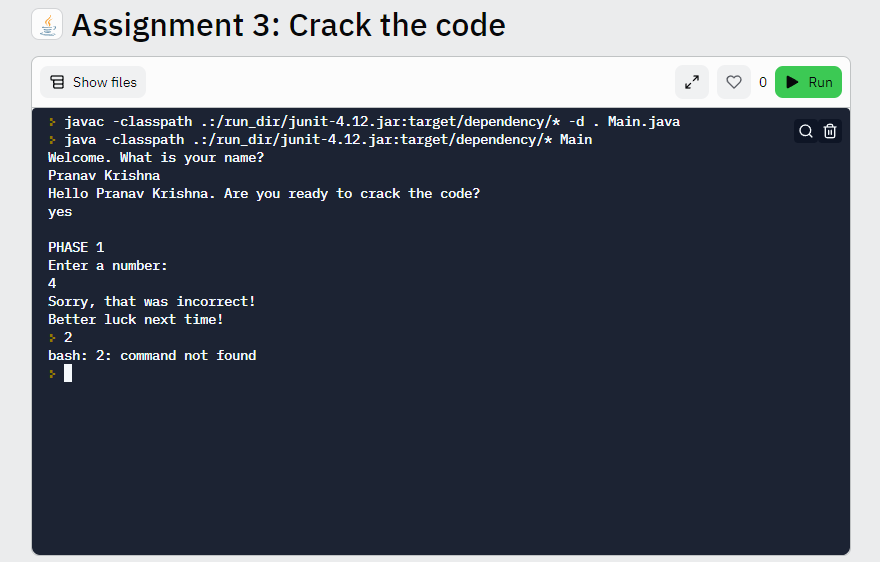 Assignment 3: Crack the code
Show files
0
Run
javac -classpath .:/run_dir/junit-4.12.jar:target/dependency/* -d . Main.java
java -classpath .:/run_dir/junit-4.12.jar:target/dependency/* Main
Welcome. What is your name?
Pranav Krishna
Hello Pranav Krishna. Are you ready to crack the code?
yes
PHASE 1
Enter a number:
4
Sorry, that was incorrect!
Better luck next time!
2
bash: 2: command not found